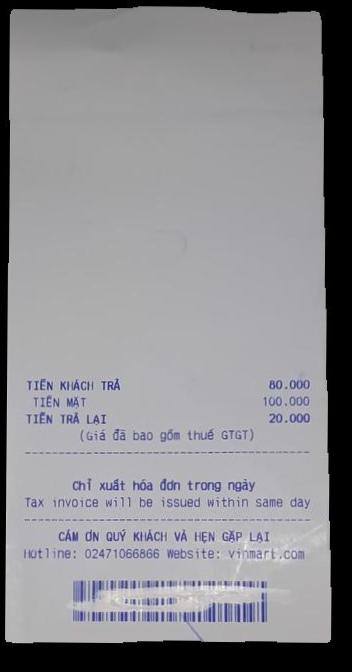 TIỀN KHÁCH TRẢ 80.000
TIỀN MẶT 100.000
TIỀN TRẢ LẠI 20.000
(Giá đã bao gồm thuế GTGT)
Chỉ xuất hóa đơn trong ngày
Tax invoice will be issued within same day
CẢM ƠN QUÝ KHÁCH VÀ HẸN GẶP LẠI
Hotline: 02471066866 Website: vinmart.com